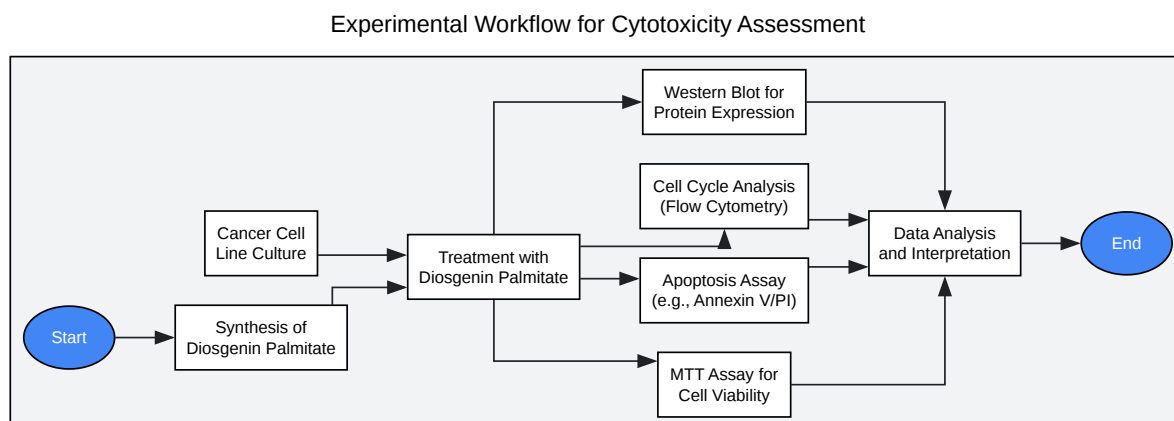 Experimental Workflow for Cytotoxicity Assessment
Western Blot for
Protein Expression
Cell Cycle Analysis
(Flow Cytometry)
Cancer Cell
Line Culture
Treatment with
Diosgenin Palmitate
Data Analysis
and Interpretation
End
Apoptosis Assay
(e.g., Annexin V/PI)
Start
Synthesis of
Diosgenin Palmitate
MTT Assay for
Cell Viability